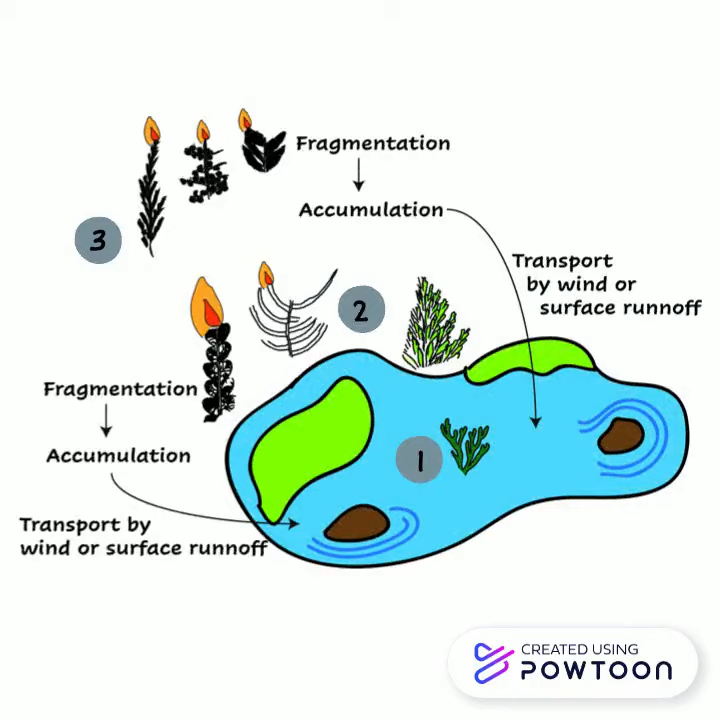 Fragmentation
Accumulation
3
Transport
by wind or
surface runnoff
2
Fragmentation
Accumulation
1
Transport by
wind or surface runnoff
CREATED USING
POWTOON